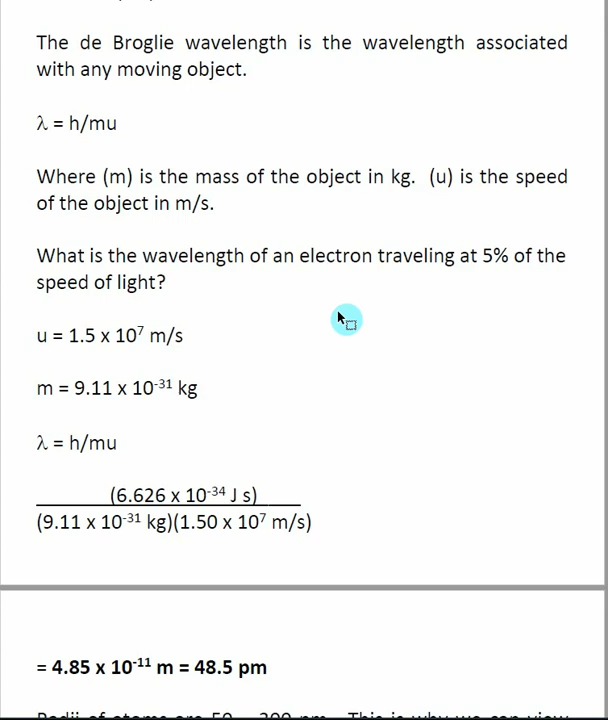 The de Broglie wavelength is the wavelength associated
with any moving object.
λ = h/mu
Where (m) is the mass of the object in kg. (u) is the speed
of the object in m/s.
What is the wavelength of an electron traveling at 5% of the
speed of light?
u = 1.5 x 10⁷ m/s
m = 9.11 x 10⁻³¹ kg
λ = h/mu
(6.626 x 10⁻³⁴ J s)
(9.11 x 10⁻³¹ kg)(1.50 x 10⁷ m/s)
= 4.85 x 10⁻¹¹ m = 48.5 pm